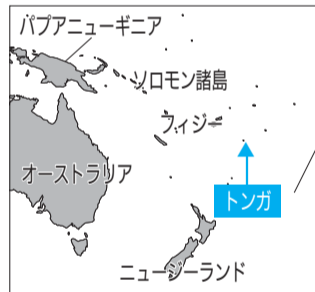 パプアニューギニア
ソロモン諸島
フィジー
オーストラリア
トンガ
ニュージーランド